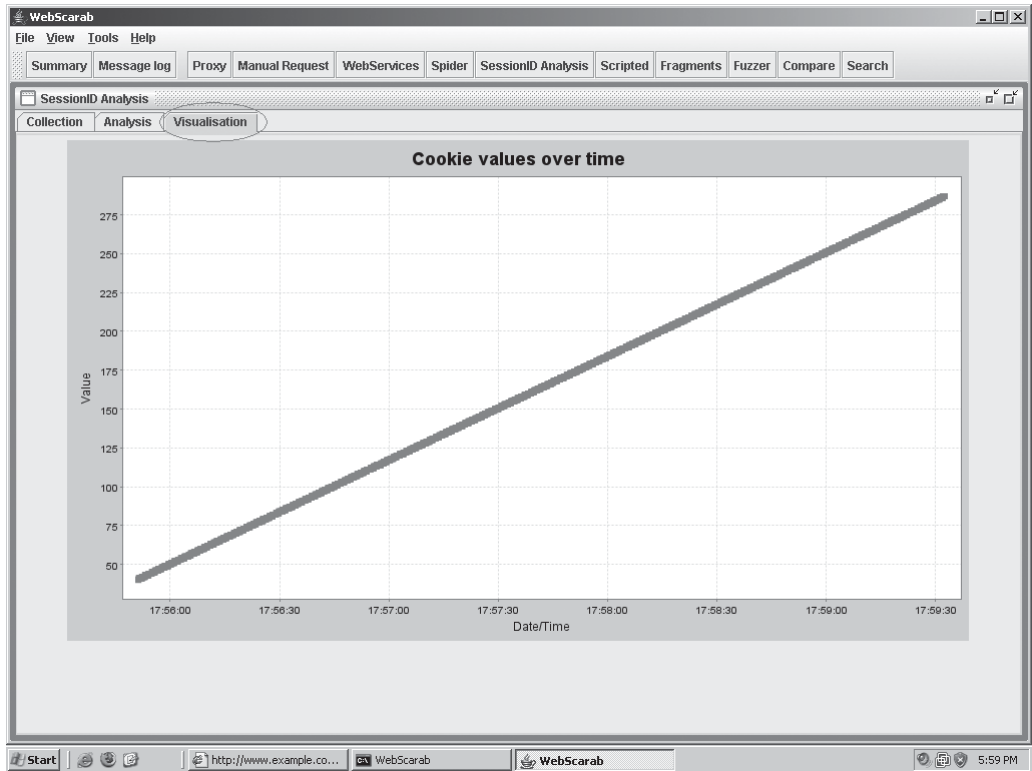 WebScarab
File View Tools Help
Summary Message log Proxy Manual Request WebServices Spider SessionID Analysis Scripted Fragments Fuzzer Compare Search
SessionID Analysis
Collection Analysis Visualisation
Cookie values over time
275
250
225
200
175
150
125
100
75
50
Value
17:56:00 17:56:30 17:57:00 17:57:30 17:58:00 17:58:30 17:59:00 17:59:30
Date/Time
Start http://www.example.co... WebScarab WebScarab 5:59 PM